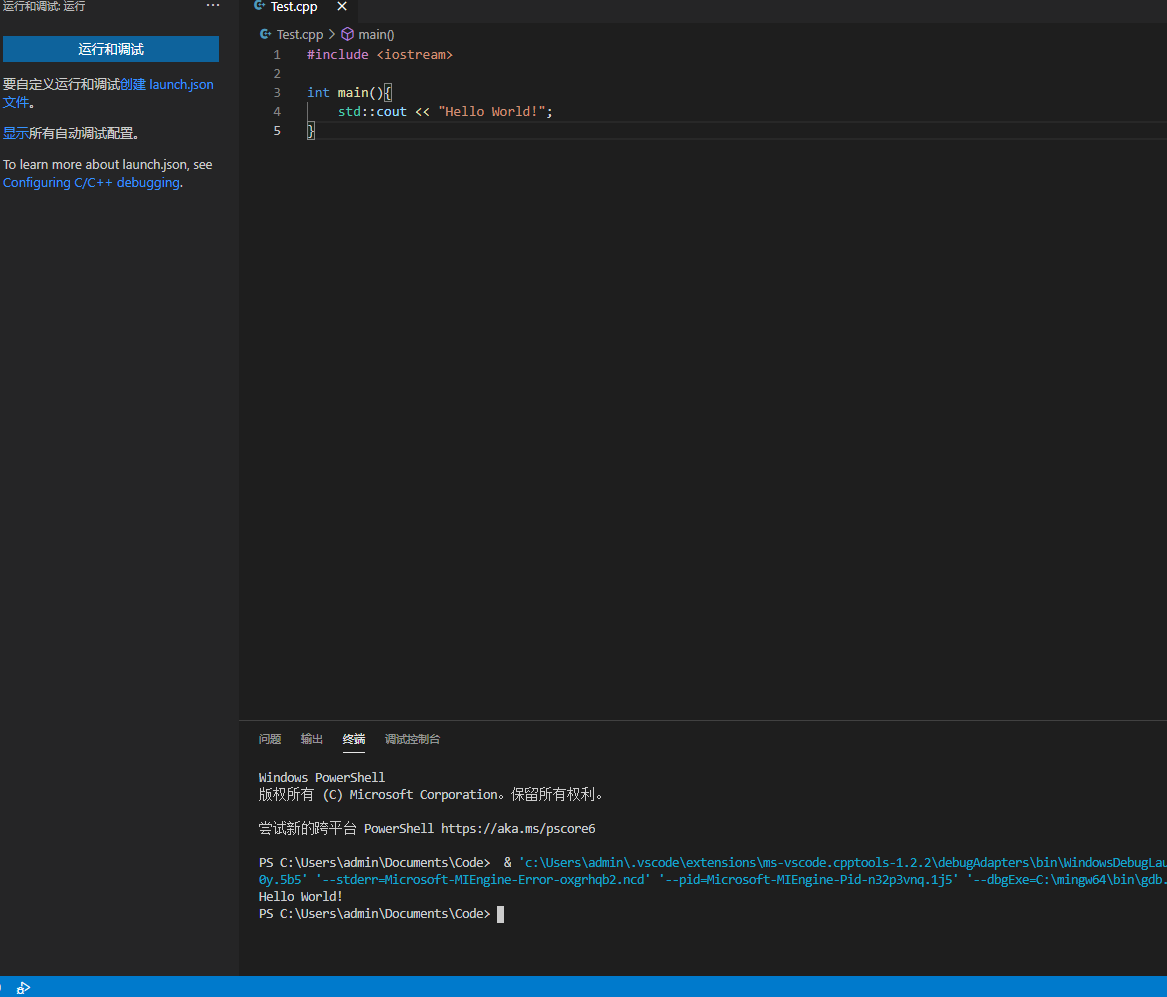 运行和调试: 运行 ···
运行和调试
要自定义运行和调试创建 launch.json
文件。
显示所有自动调试配置。
To learn more about launch.json, see
Configuring C/C++ debugging.
Test.cpp
Test.cpp > main()
1 #include <iostream>
2
3 int main(){
4 std::cout << "Hello World!";
5 }
问题 输出 终端 调试控制台
Windows PowerShell
版权所有 (C) Microsoft Corporation。保留所有权利。
尝试新的跨平台 PowerShell https://aka.ms/pscore6
PS C:\Users\admin\Documents\Code>  & 'c:\Users\admin\.vscode\extensions\ms-vscode.cpptools-1.2.2\debugAdapters\bin\WindowsDebugLau
0y.5b5' '--stderr=Microsoft-MIEngine-Error-oxgrhqb2.ncd' '--pid=Microsoft-MIEngine-Pid-n32p3vnq.1j5' '--dbgExe=C:\mingw64\bin\gdb.
Hello World!
PS C:\Users\admin\Documents\Code>